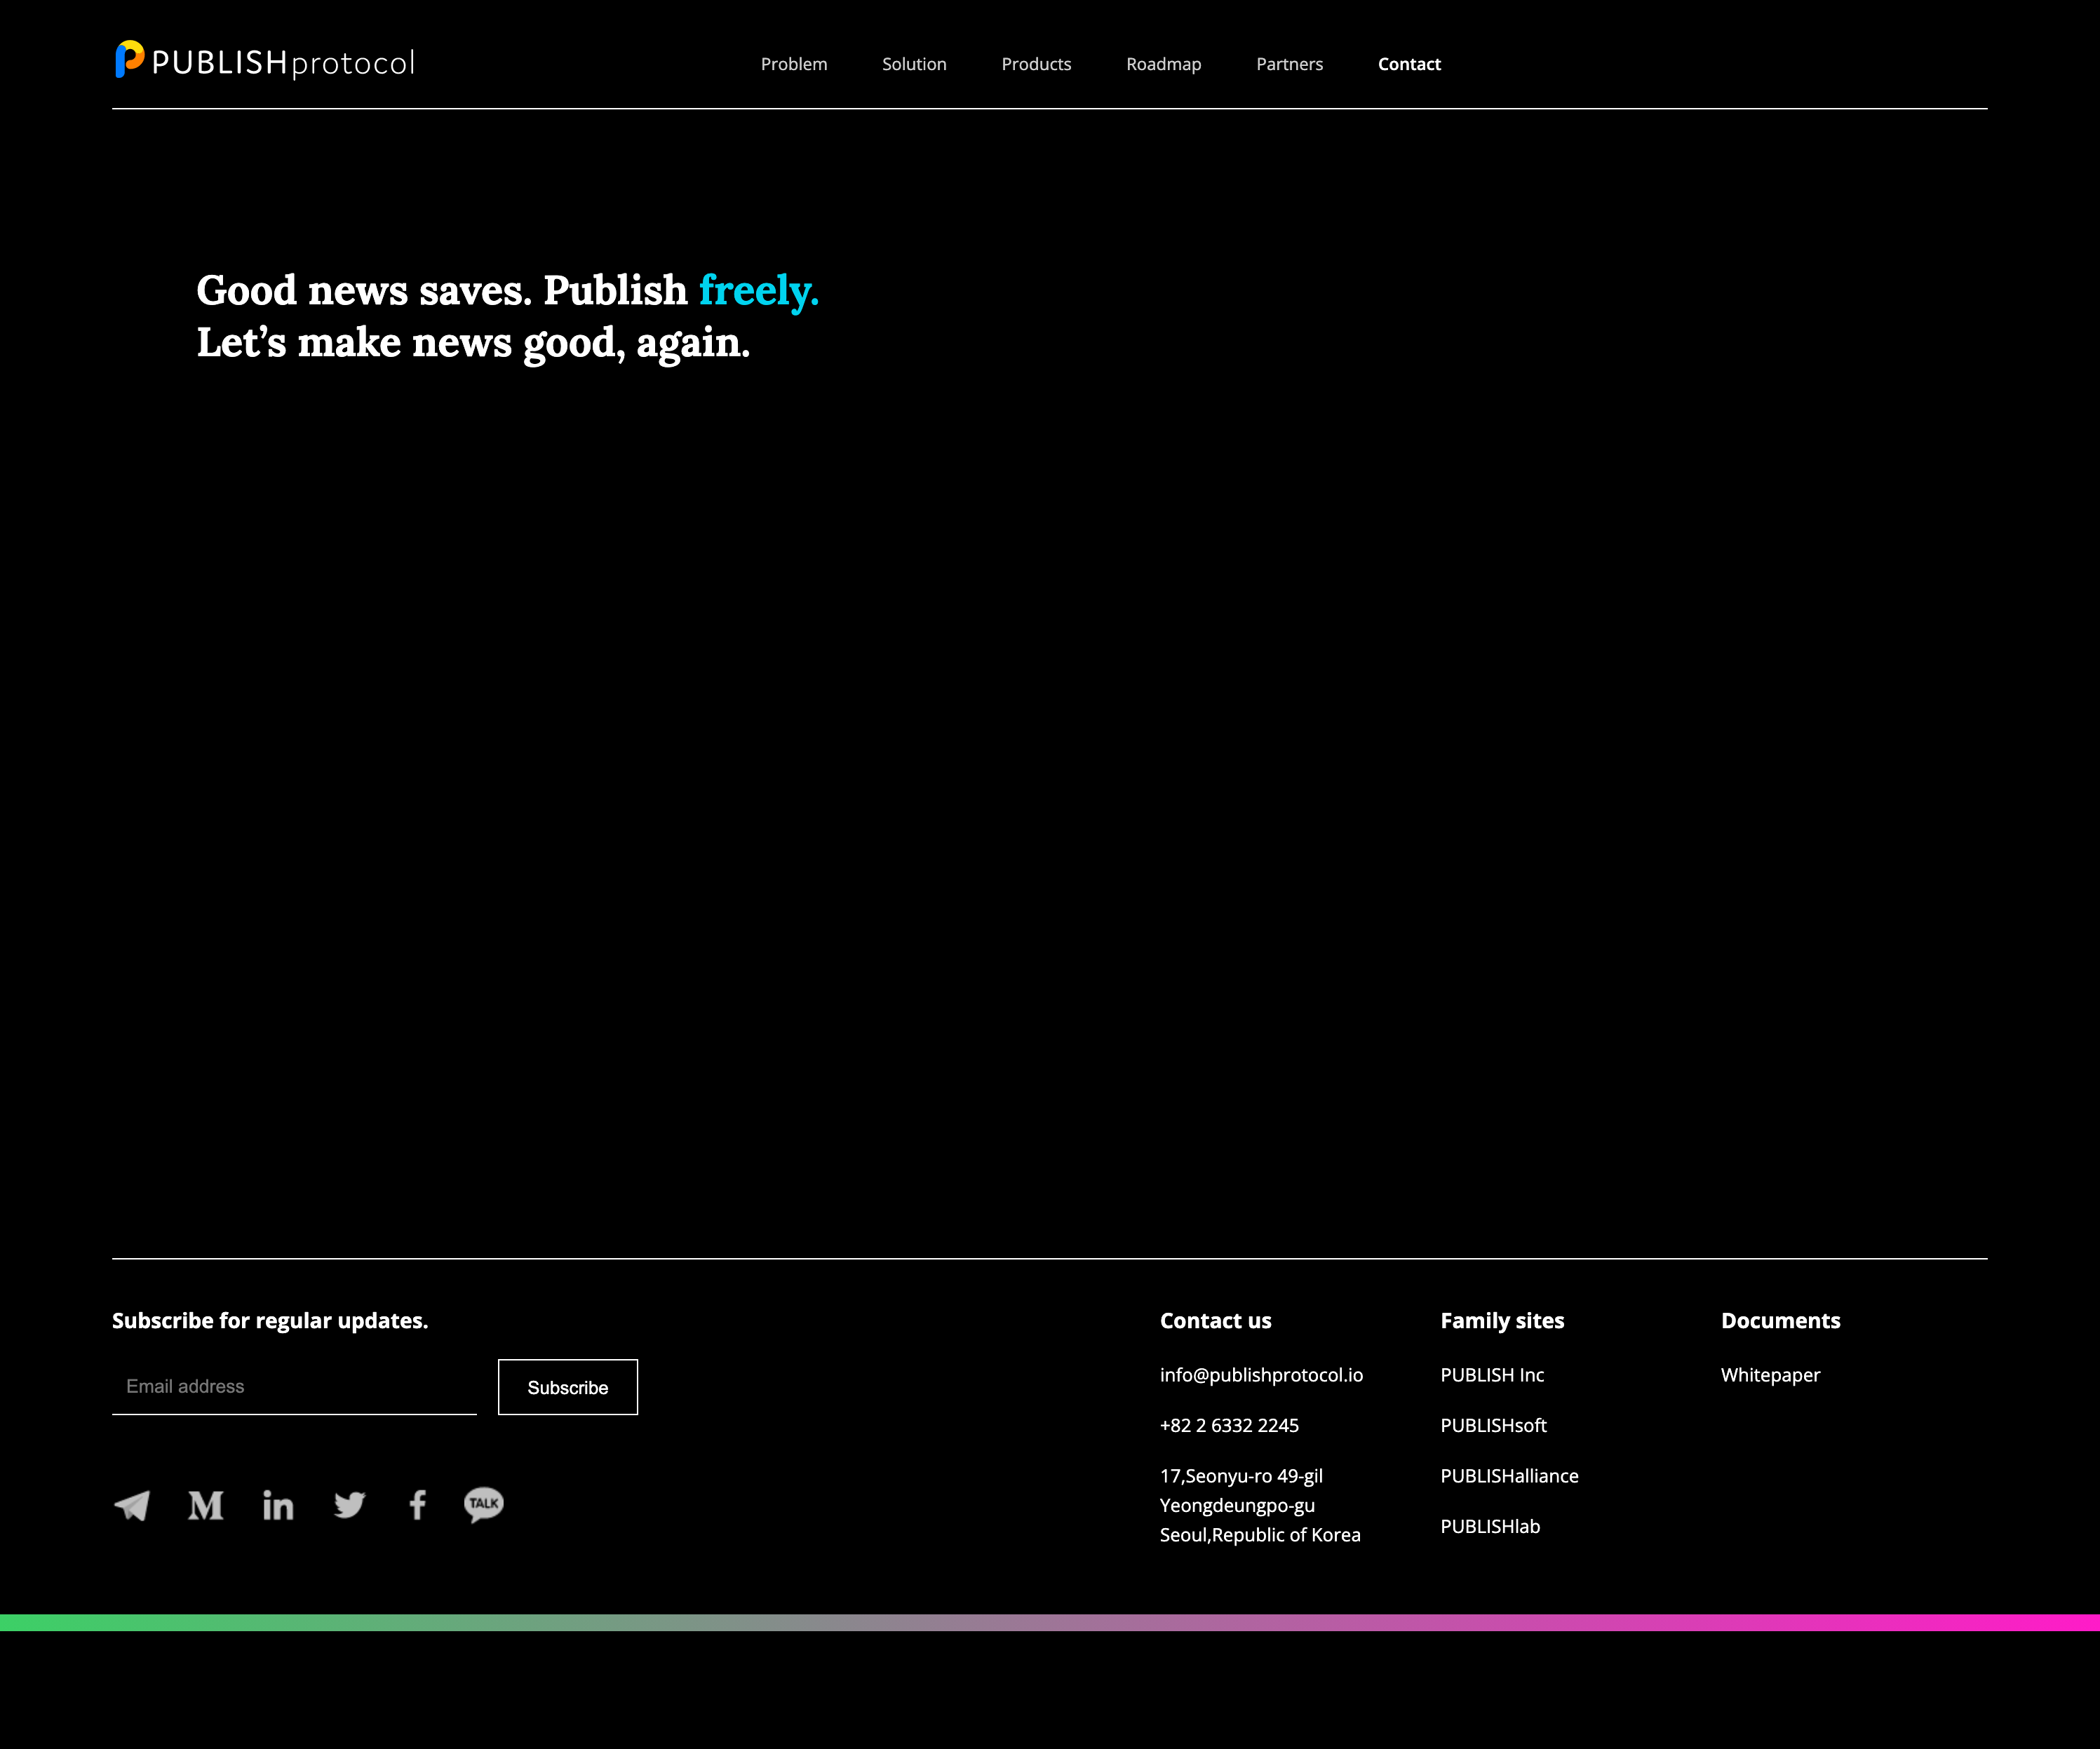 PUBLISHprotocol
Problem
Solution
Products
Roadmap
Partners
Contact
Good news saves. Publish freely.
Let’s make news good, again.
Subscribe for regular updates.
Email address
Subscribe
TALK
Contact us
info@publishprotocol.io
+82 2 6332 2245
17,Seonyu-ro 49-gil
Yeongdeungpo-gu
Seoul,Republic of Korea
Family sites
PUBLISH Inc
PUBLISHsoft
PUBLISHalliance
PUBLISHlab
Documents
Whitepaper